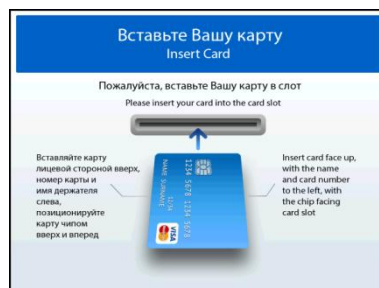 Вставьте Вашу карту
Insert Card
Пожалуйста, вставьте Вашу карту в слот
Please insert your card into the card slot
Вставляйте карту
лицевой стороной вверх,
номер карты и
имя держателя
слева,
позиционируйте
карту чипом
вверх и вперед
1234 5678 1234 5678
12/34
NAME SURNAME
VISA
Insert card face up,
with the name
and card number
to the left, with
the chip facing
card slot